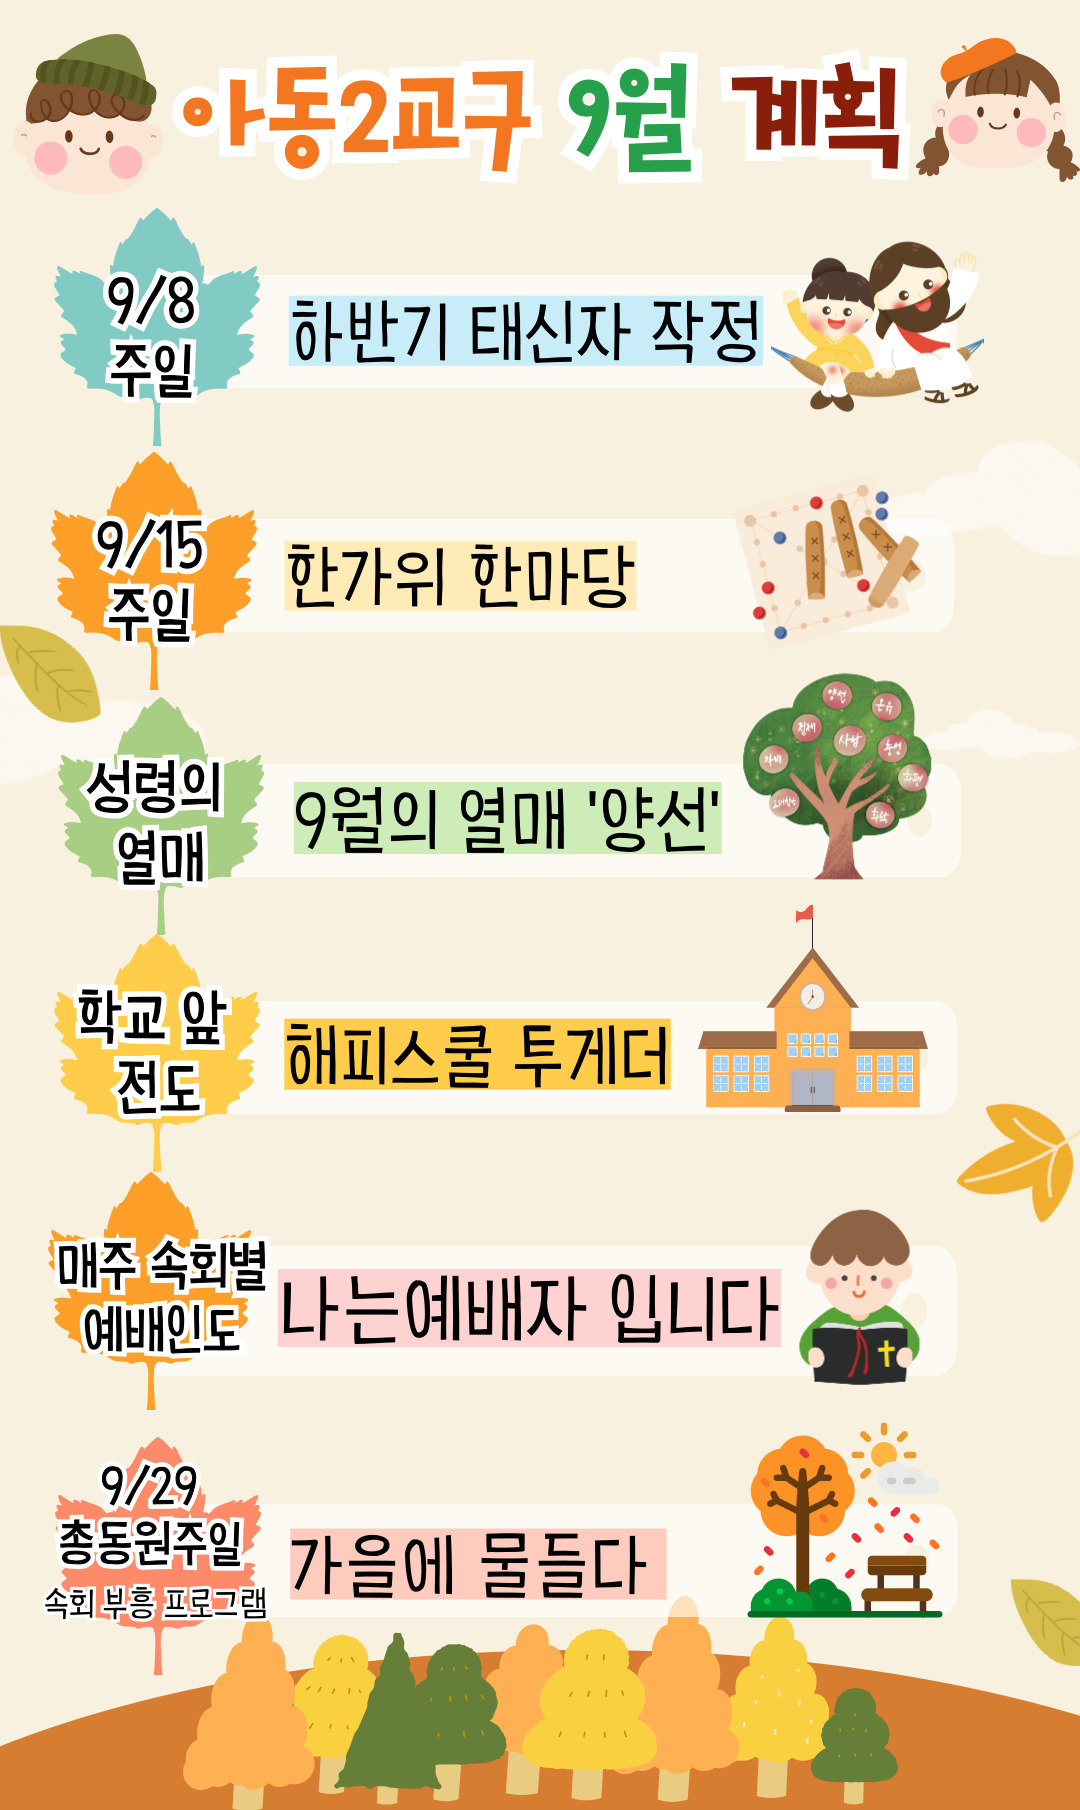 아동2교구 9월 계획
9/8
주일
하반기 태신자 작정
9/15
주일
한가위 한마당
성령의
열매
9월의 열매 '양선'
양선
온유
절제
사랑
충성
자비
화평
오래참음
희락
학교 앞
전도
해피스쿨 투게더
매주 속회별
예배인도
나는예배자 입니다
9/29
총동원주일
속회 부흥 프로그램
가을에 물들다